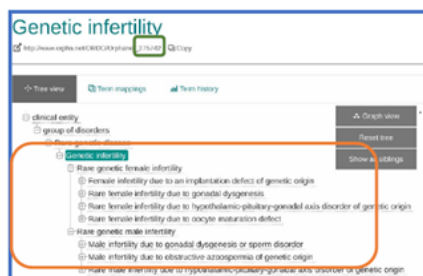 Genetic infertility
http://www.orpha.net/ORDO/Orphanet_275742 Copy
Tree view Term mappings Term history
clinical entity
Graph view
group of disorders
Rare genetic disease
Reset tree
Genetic infertility
Show all siblings
Rare genetic female infertility
Female infertility due to an implantation defect of genetic origin
Rare female infertility due to gonadal dysgenesis
Rare female infertility due to hypothalamic-pituitary-gonadal axis disorder of genetic origin
Rare female infertility due to oocyte maturation defect
Rare genetic male infertility
Male infertility due to gonadal dysgenesis or sperm disorder
Male infertility due to obstructive azoospermia of genetic origin
Rare male infertility due to hypothalamic-pituitary-gonadal axis disorder of genetic origin